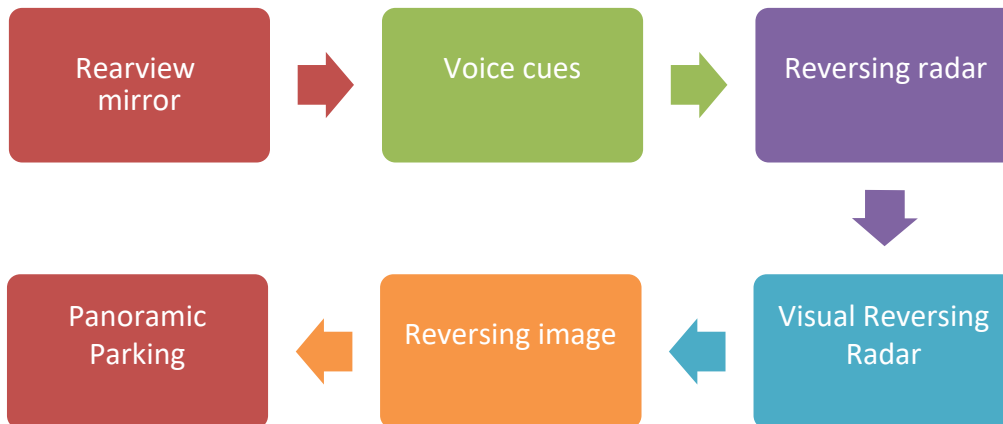 Rearview
mirror
Voice cues
Reversing radar
Visual Reversing
Radar
Reversing image
Panoramic
Parking